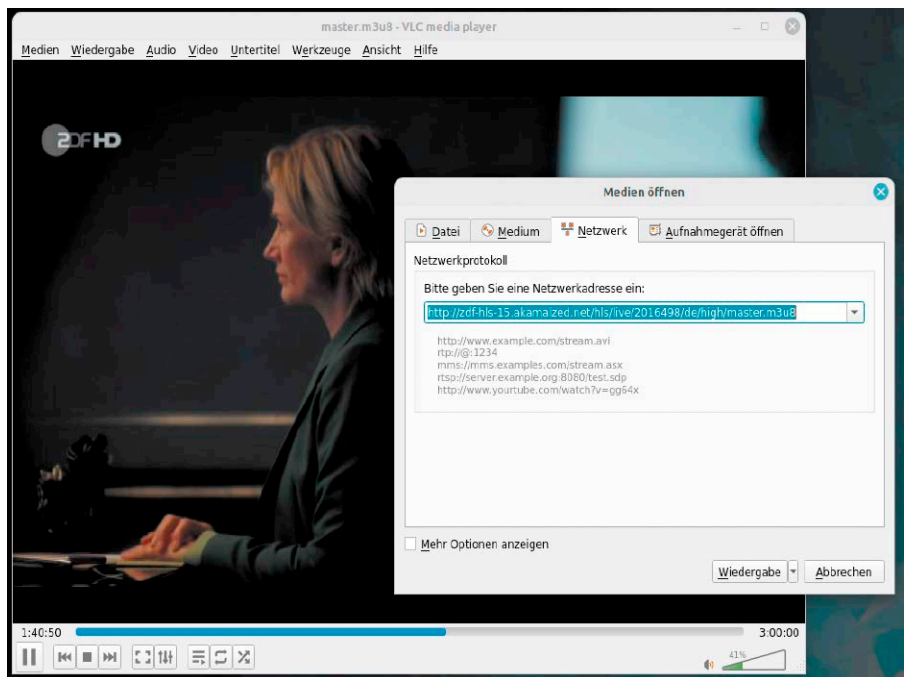 master.m3u8 - VLC media player
Medien Wiedergabe Audio Video Untertitel Werkzeuge Ansicht Hilfe
ZDF HD
Medien öffnen
Datei Medium Netzwerk Aufnahmegerät öffnen
Netzwerkprotokoll
Bitte geben Sie eine Netzwerkadresse ein:
http://zdf-hls-15.akamaized.net/hls/live/2016498/de/high/master.m3u8
http://www.example.com/stream.avi
rtp://@:1234
mms://mms.examples.com/stream.asx
rtsp://server.example.org:8080/test.sdp
http://www.yourtube.com/watch?v=gg64x
Mehr Optionen anzeigen
Wiedergabe Abbrechen
1:40:50 3:00:00
41%